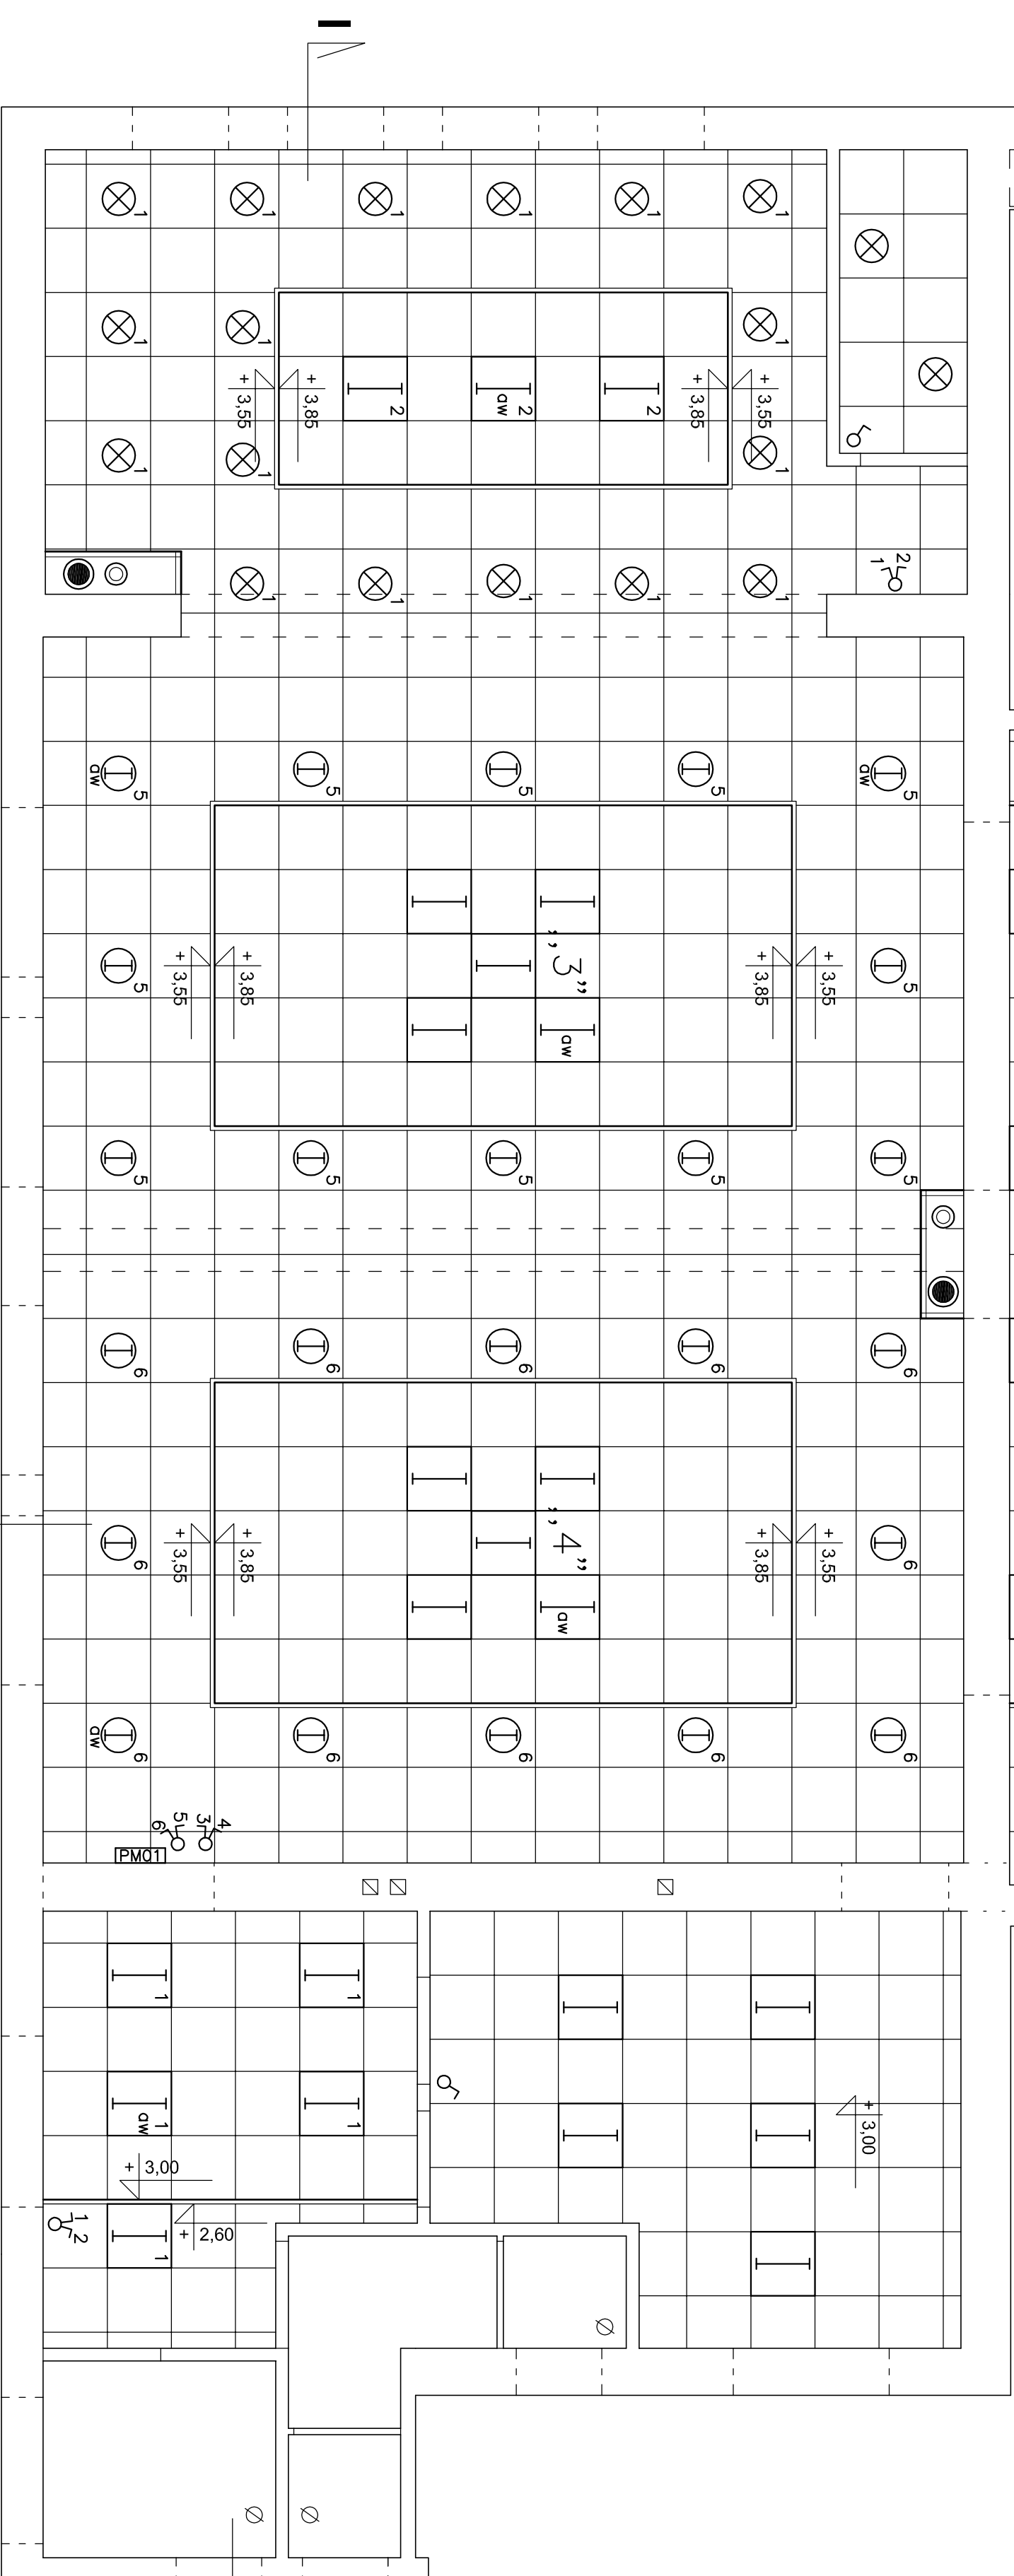 1 1 1 1 1 1
1 1 1
+ 3,55 + 3,85 2 2 aw 2 + 3,85 + 3,55
1 1 1
2 1
1 1 1 1 1
aw 5 5 5 5 aw 5
,,3”
5 + 3,55 + 3,85 + 3,85 + 3,55 5
aw
5 5 5 5 5
6 6 6 6 6
,,4”
6 + 3,55 + 3,85 + 3,85 + 3,55 6
aw
aw 6 6 6 6 6
6 5 3 4
PM01
1 1
1 aw 1
+ 3,00
+ 3,00
1 2
1
+ 2,60